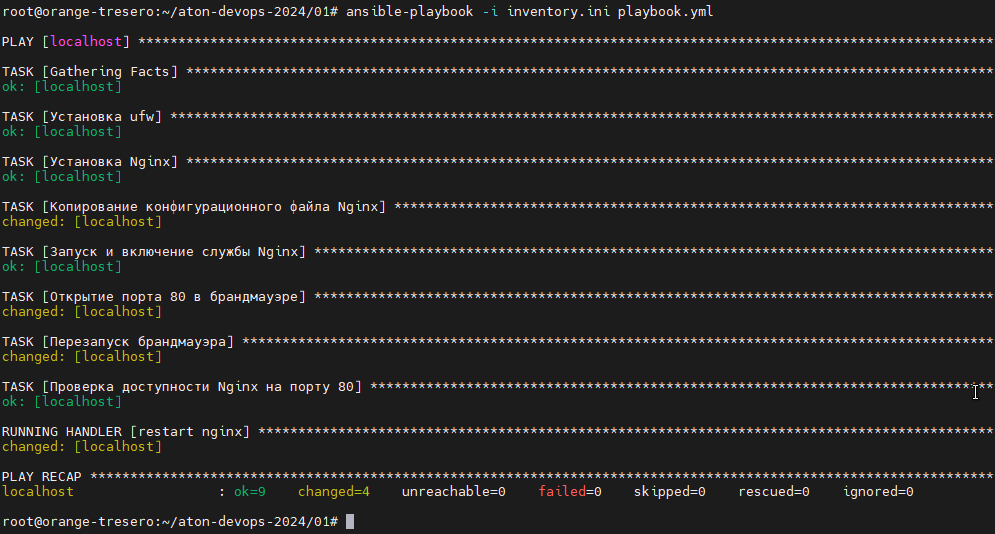 root@orange-tresero:~/aton-devops-2024/01# ansible-playbook -i inventory.ini playbook.yml
PLAY [localhost] ***********************************************************************************************************
TASK [Gathering Facts] *****************************************************************************************************
ok: [localhost]
TASK [Установка ufw] *******************************************************************************************************
ok: [localhost]
TASK [Установка Nginx] *****************************************************************************************************
ok: [localhost]
TASK [Копирование конфигурационного файла Nginx] ***************************************************************************
changed: [localhost]
TASK [Запуск и включение службы Nginx] *************************************************************************************
ok: [localhost]
TASK [Открытие порта 80 в брандмауэре] *************************************************************************************
changed: [localhost]
TASK [Перезапуск брандмауэра] **********************************************************************************************
changed: [localhost]
TASK [Проверка доступности Nginx на порту 80] ******************************************************************************
ok: [localhost]
RUNNING HANDLER [restart nginx] ********************************************************************************************
changed: [localhost]
PLAY RECAP *****************************************************************************************************************
localhost                  : ok=9    changed=4    unreachable=0    failed=0    skipped=0    rescued=0    ignored=0
root@orange-tresero:~/aton-devops-2024/01#